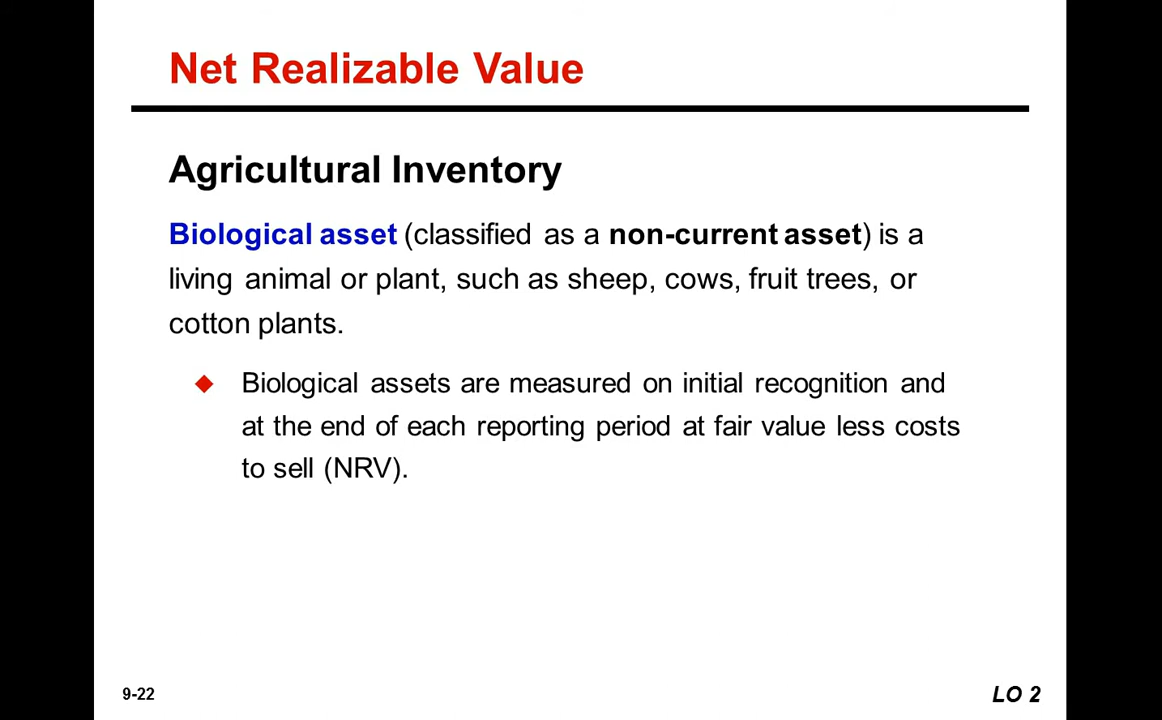 Net Realizable Value
Agricultural Inventory
Biological asset (classified as a non-current asset) is a
living animal or plant, such as sheep, cows, fruit trees, or
cotton plants.
Biological assets are measured on initial recognition and
at the end of each reporting period at fair value less costs
to sell (NRV).
9-22
LO 2